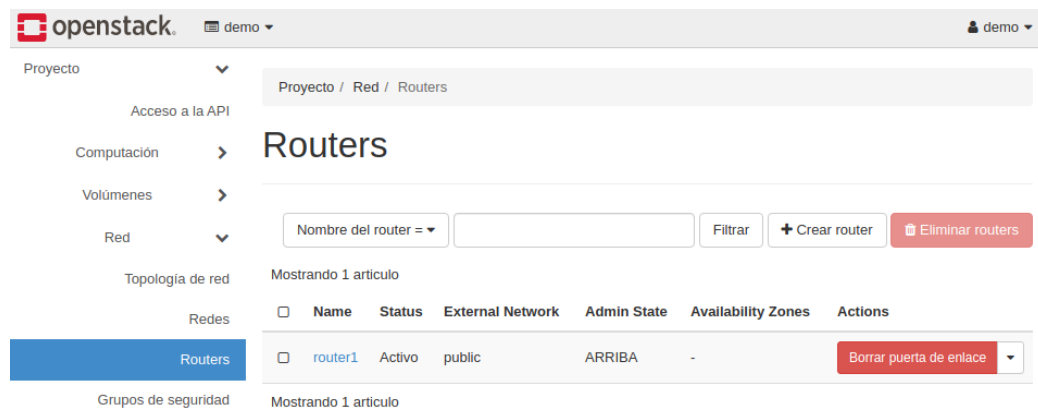 openstack. demo demo
Proyecto
Acceso a la API
Computación
Volúmenes
Red
Topología de red
Redes
Routers
Grupos de seguridad
Proyecto / Red / Routers
Routers
Nombre del router = Filtrar Crear router Eliminar routers
Mostrando 1 articulo
Name Status External Network Admin State Availability Zones Actions
router1 Activo public ARRIBA - Borrar puerta de enlace
Mostrando 1 articulo